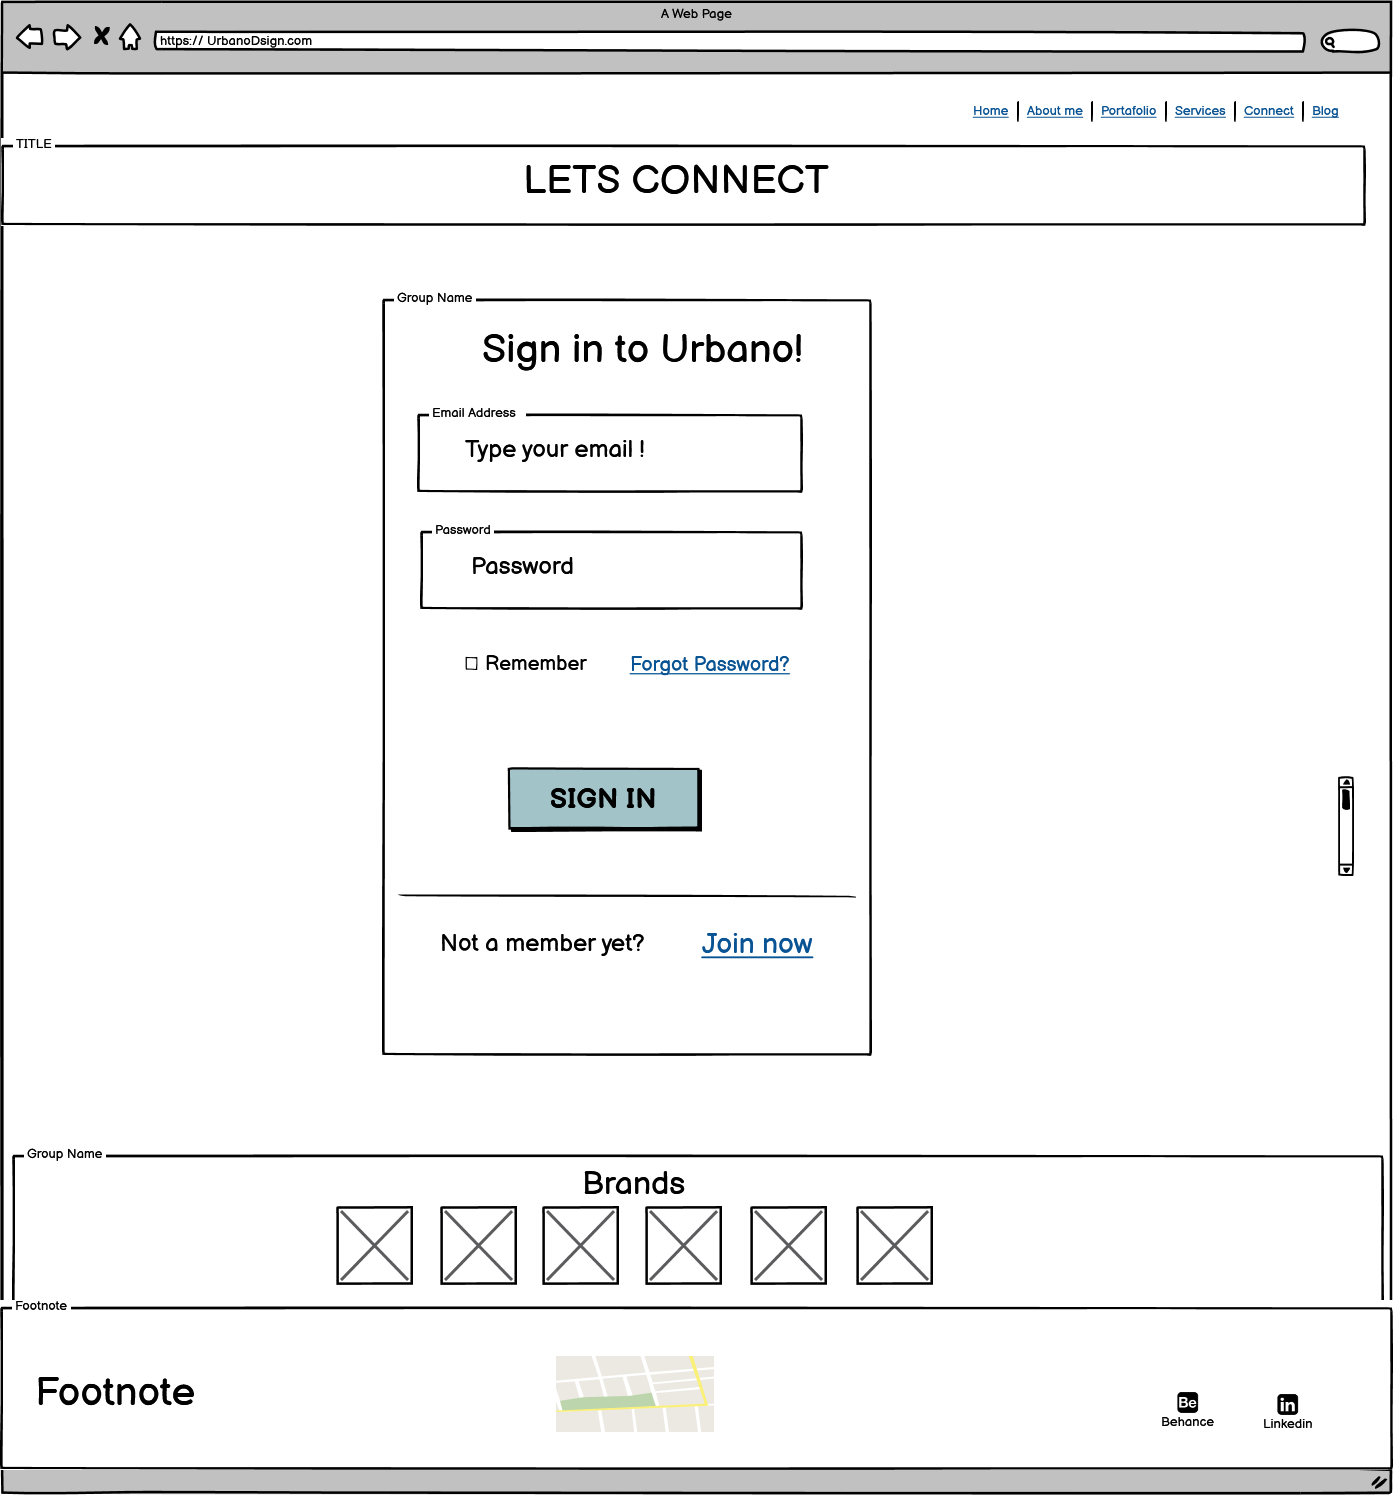 A Web Page
https:// UrbanoDsign.com
Home About me Portafolio Services Connect Blog
TITLE
LETS CONNECT
Group Name
Sign in to Urbano!
Email Address
Type your email !
Password
Password
Remember Forgot Password?
SIGN IN
Not a member yet? Join now
Group Name
Brands
Footnote
Footnote
Be in
Behance Linkedin